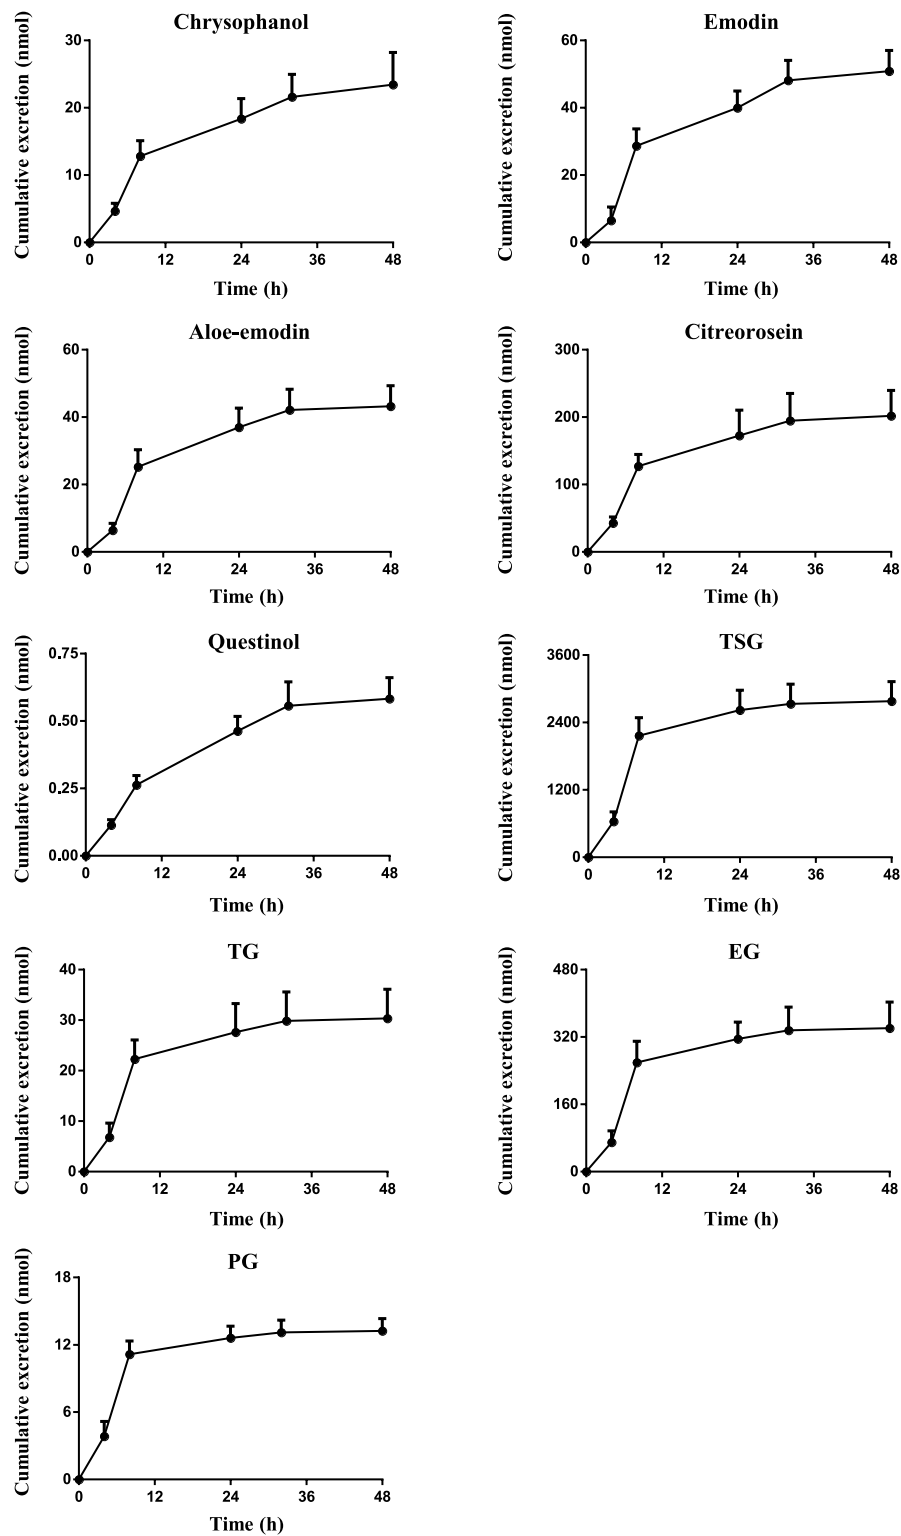 Chrysophanol
Cumulative excretion (nmol)
30
20
10
0
0 12 24 36 48
Time (h)
Emodin
Cumulative excretion (nmol)
60
40
20
0
0 12 24 36 48
Time (h)
Aloe-emodin
Cumulative excretion (nmol)
60
40
20
0
0 12 24 36 48
Time (h)
Citreorosein
Cumulative excretion (nmol)
300
200
100
0
0 12 24 36 48
Time (h)
Questinol
Cumulative excretion (nmol)
0.75
0.50
0.25
0.00
0 12 24 36 48
Time (h)
TSG
Cumulative excretion (nmol)
3600
2400
1200
0
0 12 24 36 48
Time (h)
TG
Cumulative excretion (nmol)
40
30
20
10
0
0 12 24 36 48
Time (h)
EG
Cumulative excretion (nmol)
480
320
160
0
0 12 24 36 48
Time (h)
PG
Cumulative excretion (nmol)
18
12
6
0
0 12 24 36 48
Time (h)